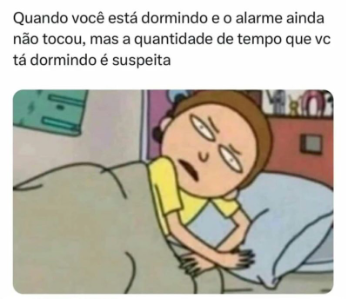 Quando você está dormindo e o alarme ainda
não tocou, mas a quantidade de tempo que vc
tá dormindo é suspeita